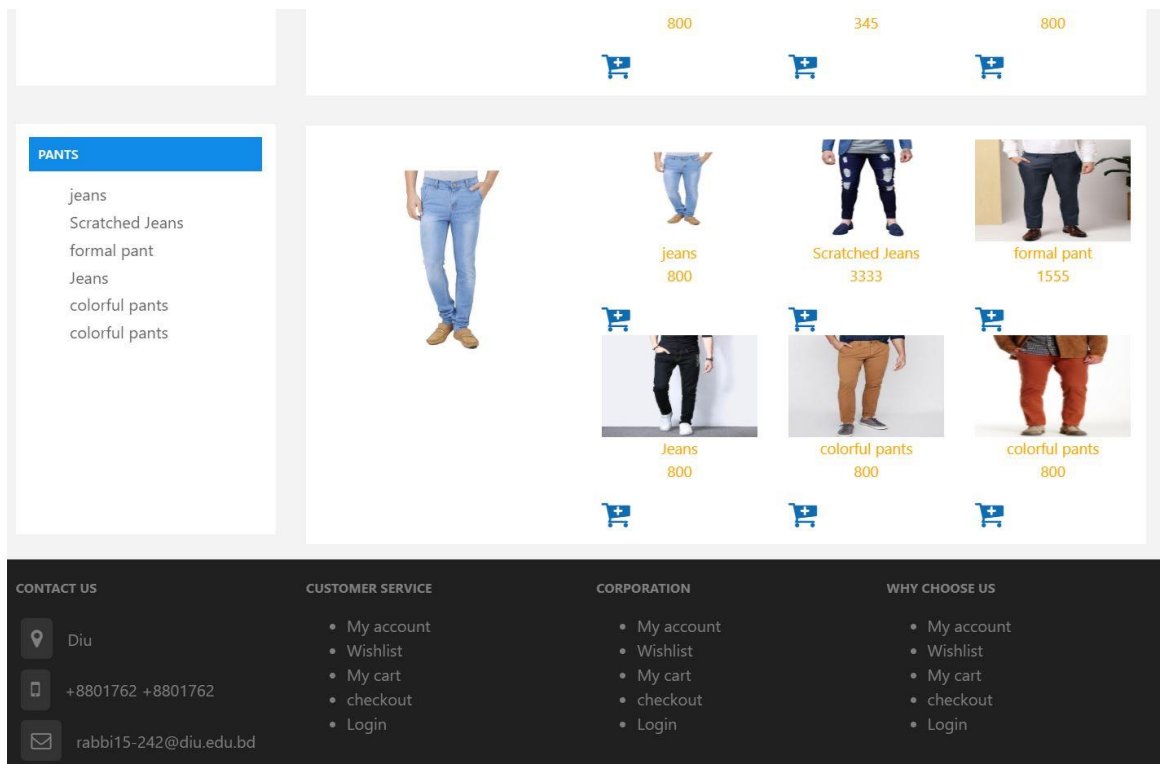 800 345 800
PANTS
jeans
Scratched Jeans
formal pant
Jeans
colorful pants
colorful pants
jeans Scratched Jeans formal pant
800 3333 1555
Jeans colorful pants colorful pants
800 800 800
CONTACT US
Diu
+8801762 +8801762
rabbi15-242@diu.edu.bd
CUSTOMER SERVICE
My account
Wishlist
My cart
checkout
Login
CORPORATION
My account
Wishlist
My cart
checkout
Login
WHY CHOOSE US
My account
Wishlist
My cart
checkout
Login